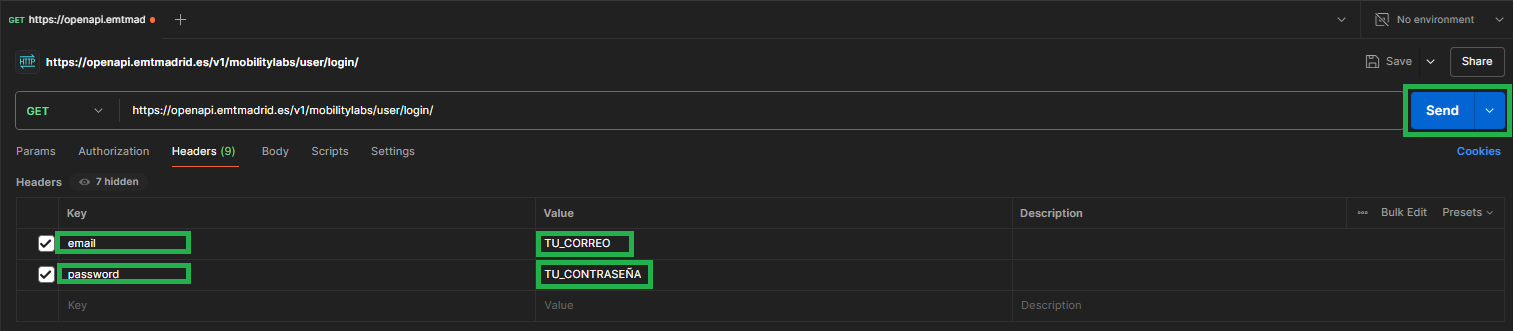 GET https://openapi.emtmad No environment
HTTP https://openapi.emtmadrid.es/v1/mobilitylabs/user/login/ Save Share
GET https://openapi.emtmadrid.es/v1/mobilitylabs/user/login/ Send
Params Authorization Headers (9) Body Scripts Settings Cookies
Headers 7 hidden
Key Value Description Bulk Edit Presets
email TU_CORREO
password TU_CONTRASEÑA
Key Value Description